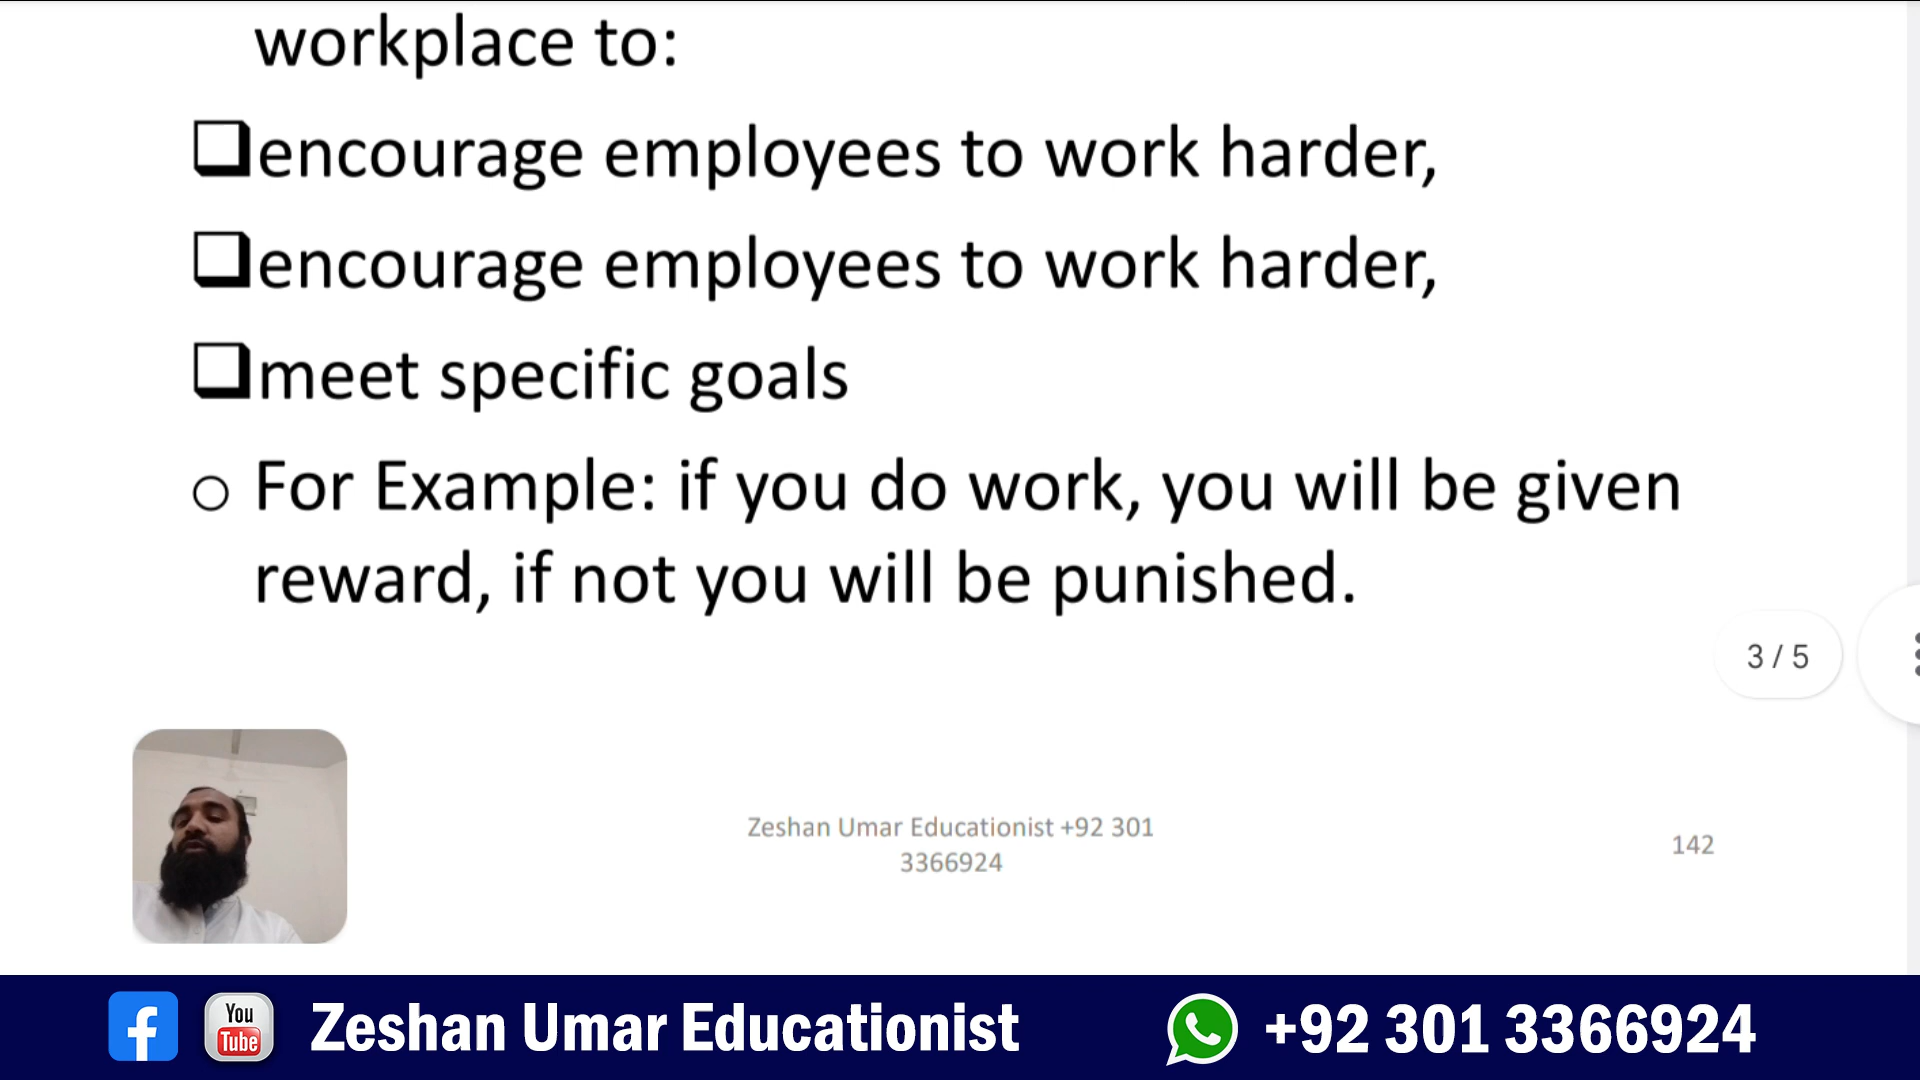 workplace to:
encourage employees to work harder,
encourage employees to work harder,
meet specific goals
For Example: if you do work, you will be given
reward, if not you will be punished.
3 / 5
Zeshan Umar Educationist +92 301
3366924
142
You
Tube
Zeshan Umar Educationist
+92 301 3366924